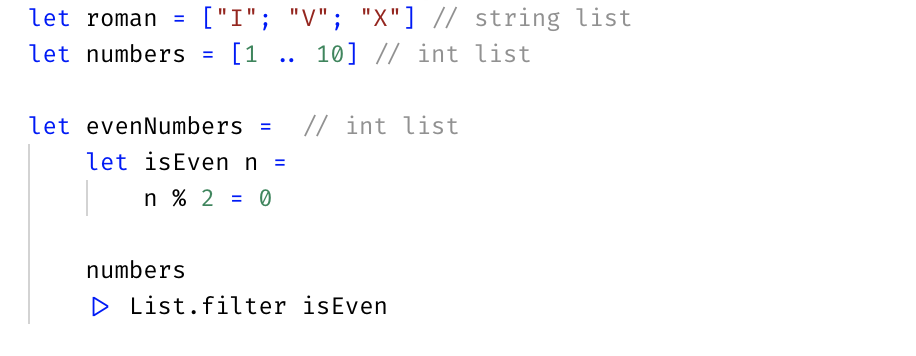 let roman = ["I"; "V"; "X"] // string list
let numbers = [1 .. 10] // int list
let evenNumbers =  // int list
let isEven n =
n % 2 = 0
numbers
|> List.filter isEven